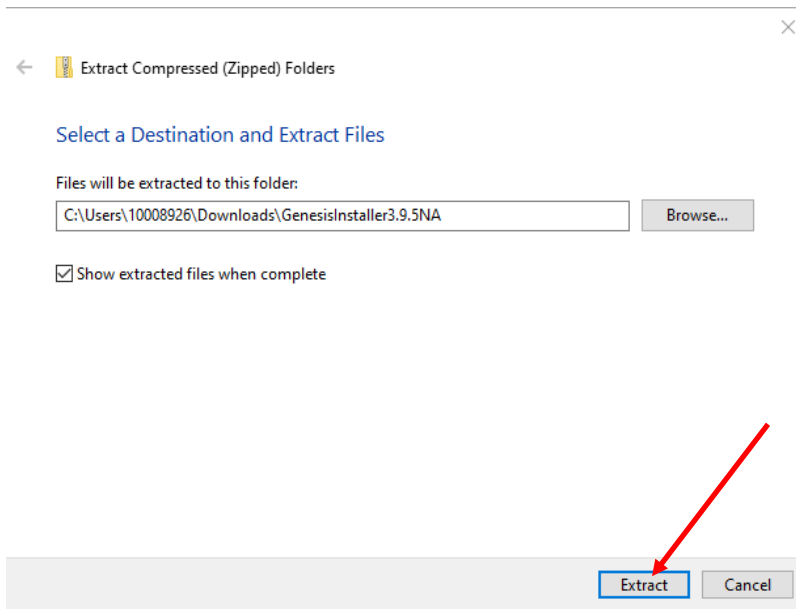 Extract Compressed (Zipped) Folders
Select a Destination and Extract Files
Files will be extracted to this folder:
C:\Users\10008926\Downloads\GenesisInstaller3.9.5NA
Browse...
Show extracted files when complete
Extract
Cancel